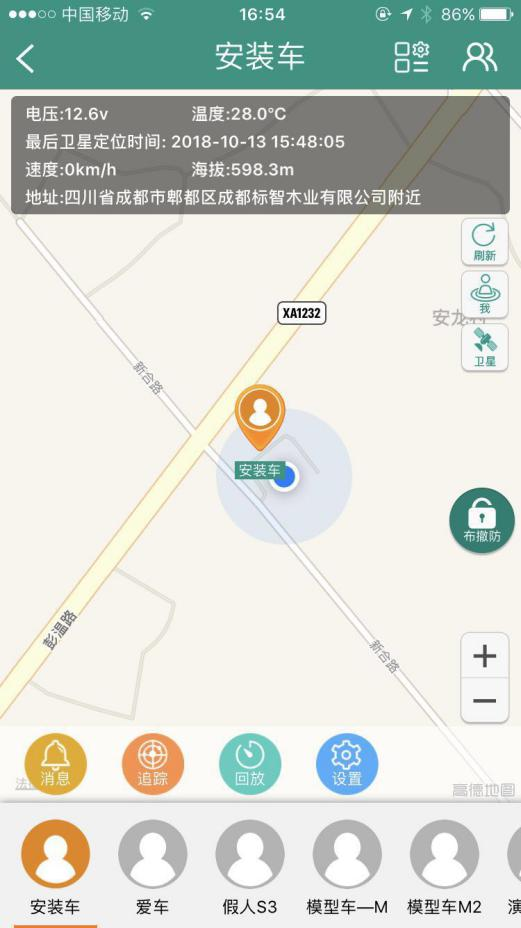 中国移动 16:54 86%
安装车
电压:12.6v 温度:28.0℃
最后卫星定位时间: 2018-10-13 15:48:05
速度:0km/h 海拔:598.3m
地址:四川省成都市郫都区成都标智木业有限公司附近
刷新
我
卫星
XA1232
安龙村
新合路
安装车
布撤防
彭温路
新合路
消息
追踪
回放
设置
高德地图
安装车 爱车 假人S3 模型车—M 模型车M2 演